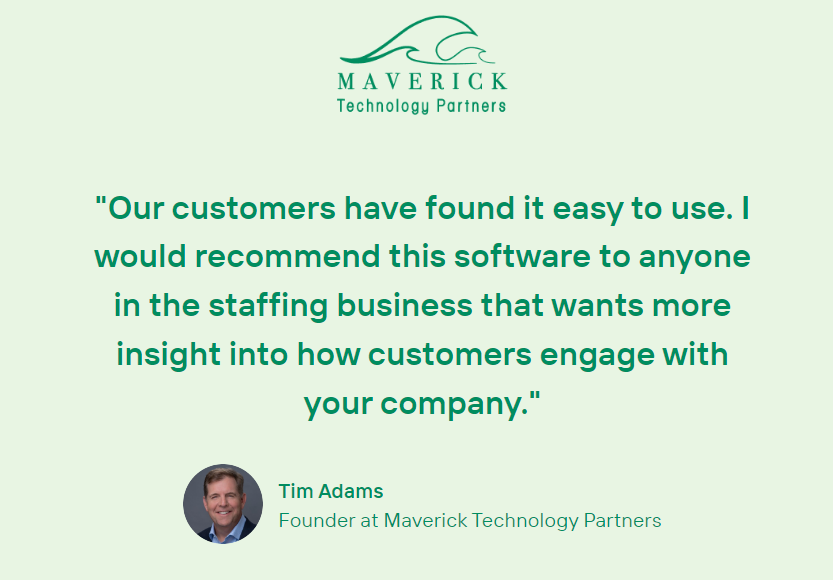 MAVERICK
Technology Partners
"Our customers have found it easy to use. I
would recommend this software to anyone
in the staffing business that wants more
insight into how customers engage with
your company."
Tim Adams
Founder at Maverick Technology Partners